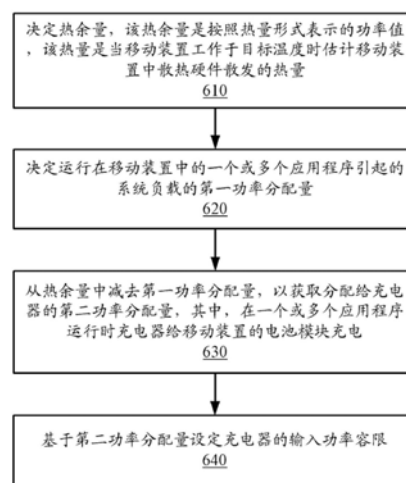 决定热余量，该热余量是按照热量形式表示的功率值
，该热量是当移动装置工作于目标温度时估计移动装
置中散热硬件散发的热量
610
决定运行在移动装置中的一个或多个应用程序引起的
系统负载的第一功率分配量
620
从热余量中减去第一功率分配量，以获取分配给充电
器的第二功率分配量，其中，在一个或多个应用程序
运行时充电器给移动装置的电池模块充电
630
基于第二功率分配量设定充电器的输入功率容限
640